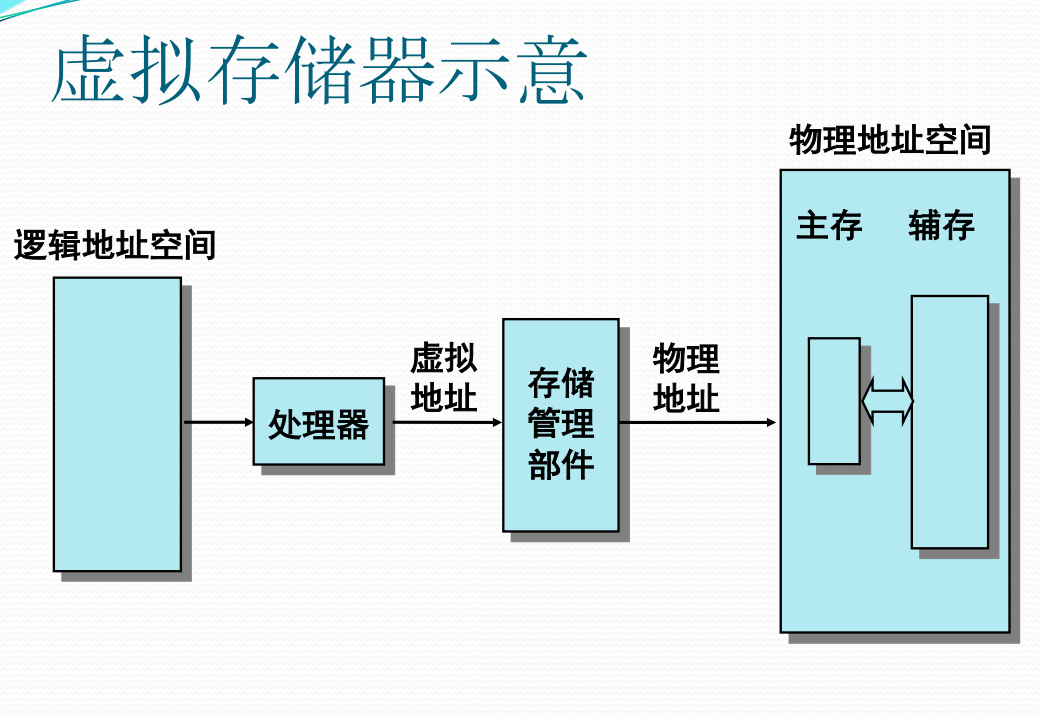 虚拟存储器示意
物理地址空间
主存 辅存
逻辑地址空间
处理器
虚拟
地址
存储
管理
部件
物理
地址